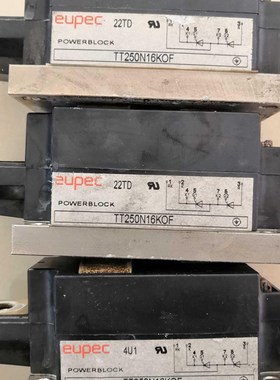 eupec 22TD
POWERBLOCK
TT250N16KOF
eupec 22TD
POWERBLOCK
TT250N16KOF
eupec 4U1
POWERBLOCK